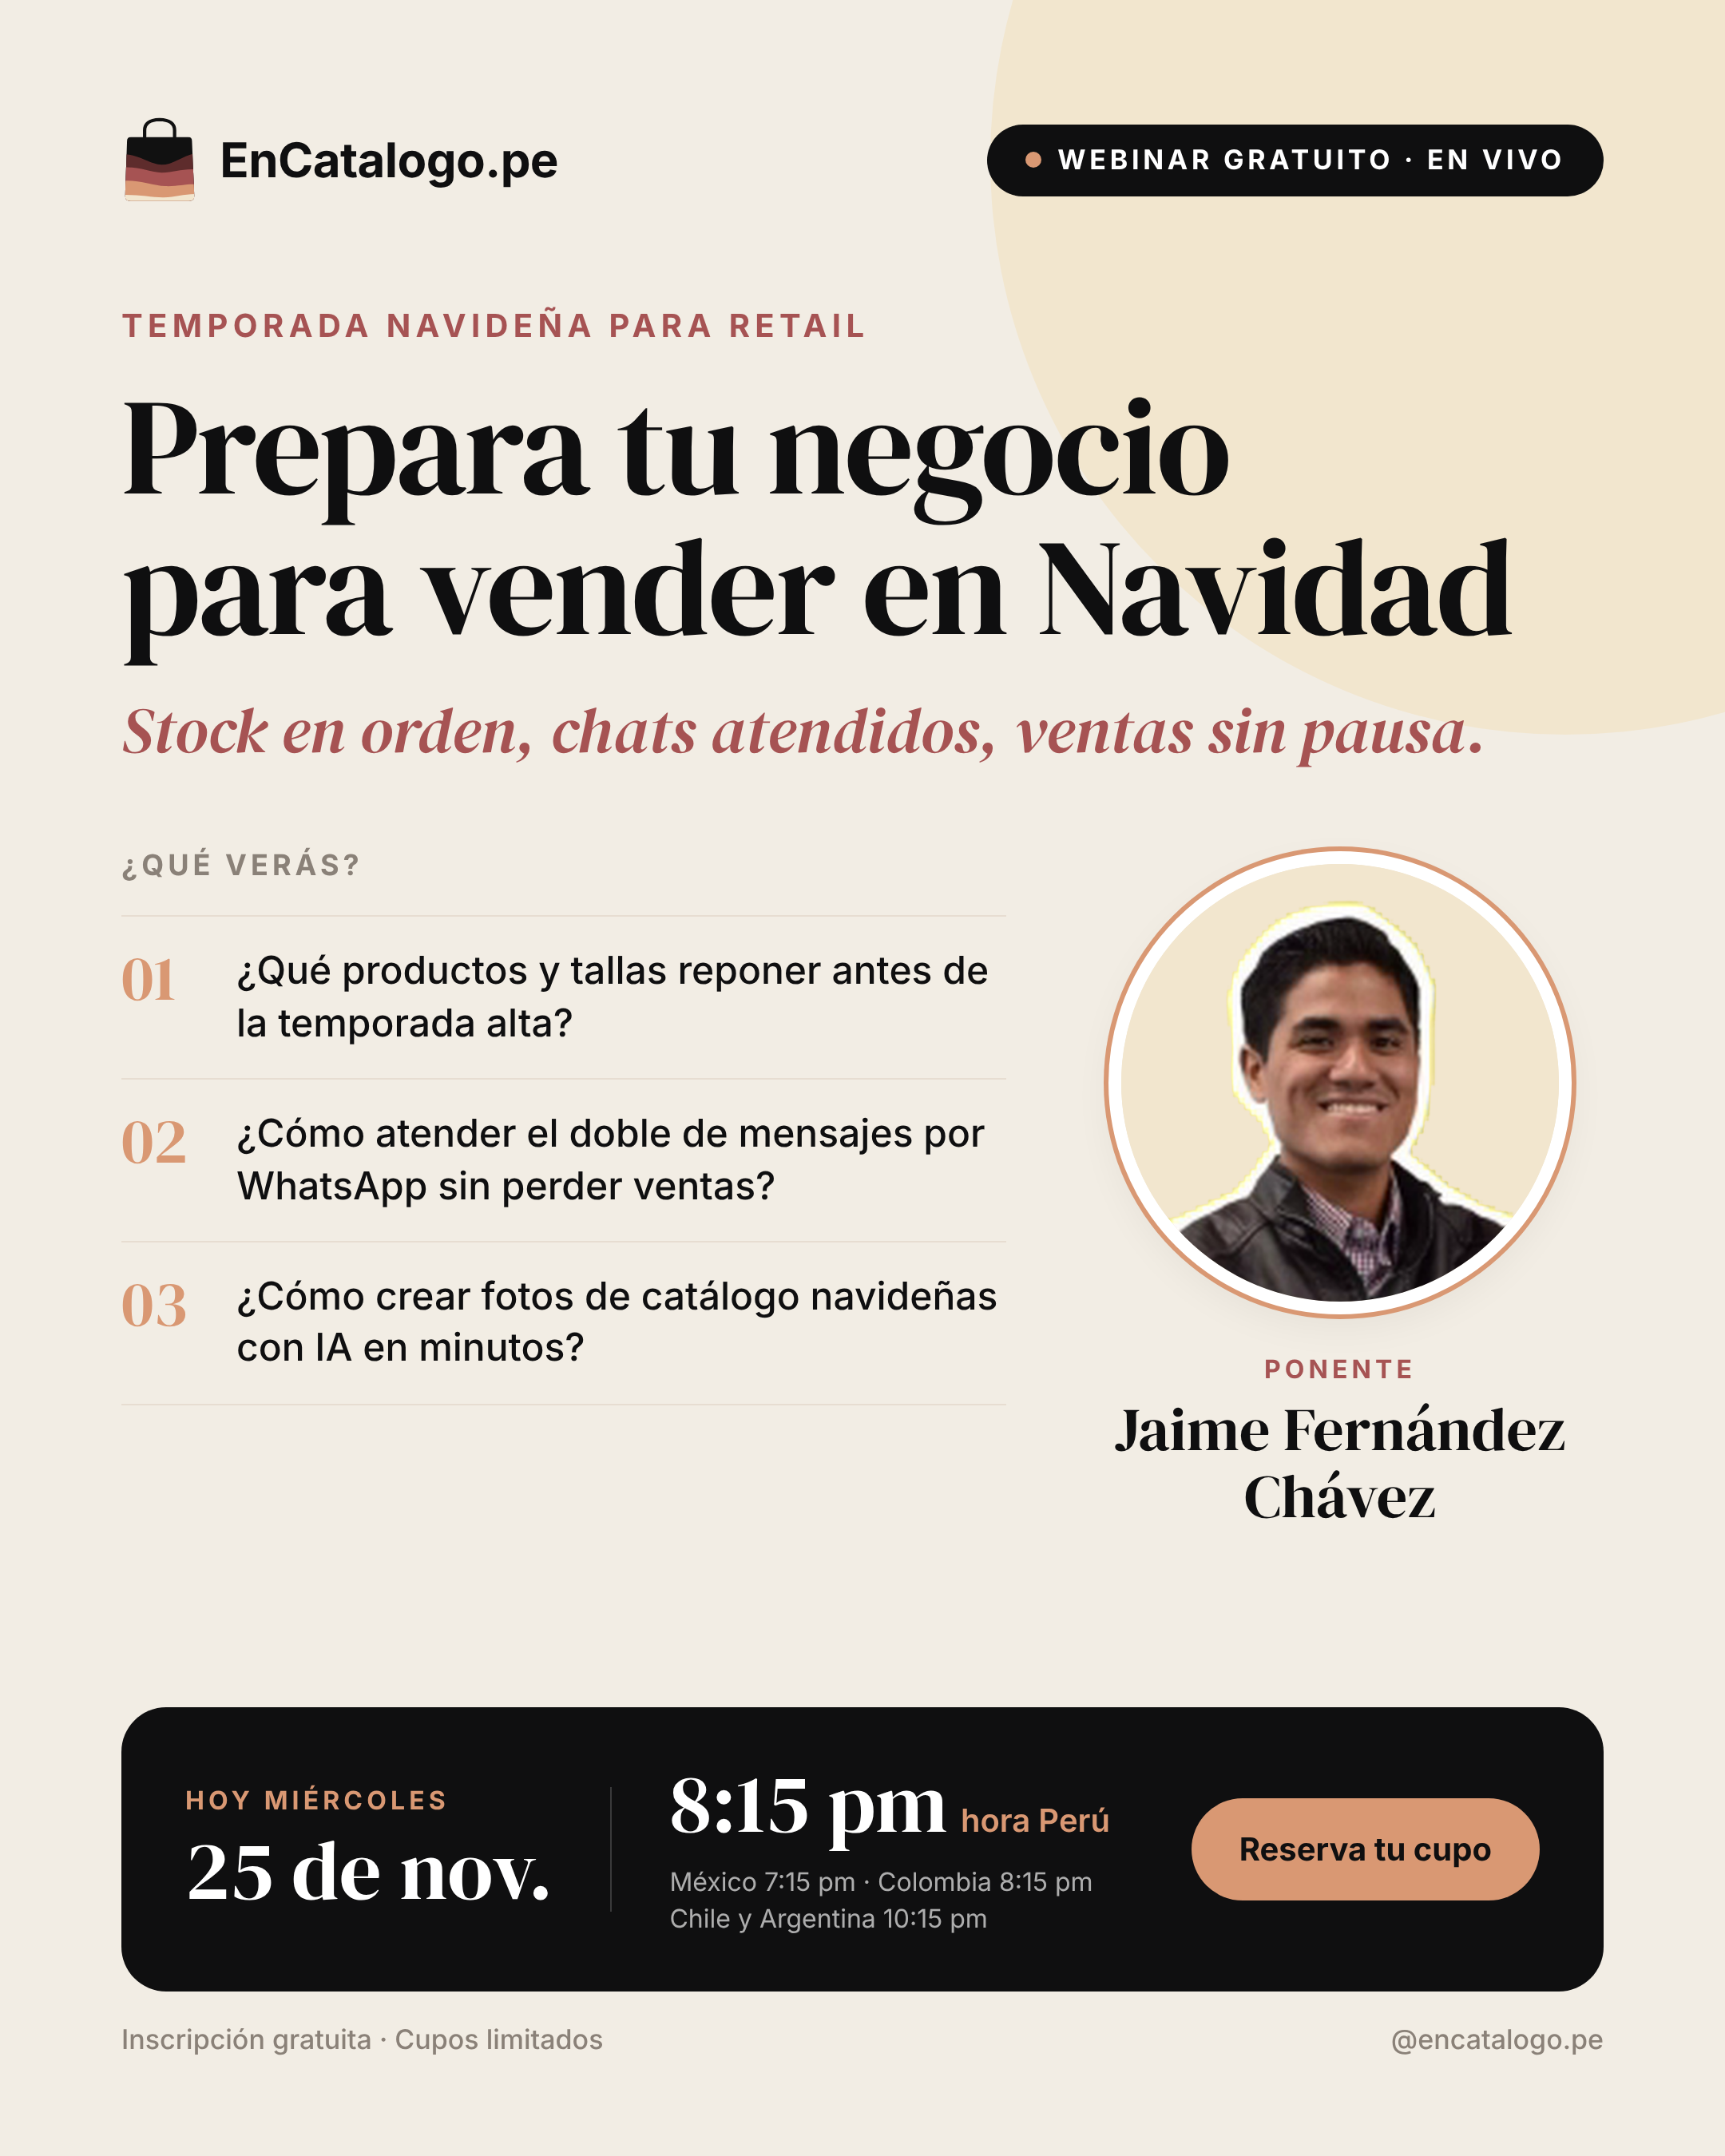 EnCatalogo.pe
WEBINAR GRATUITO · EN VIVO
TEMPORADA NAVIDEÑA PARA RETAIL
Prepara tu negocio
para vender en Navidad
Stock en orden, chats atendidos, ventas sin pausa.
¿QUÉ VERÁS?
01 ¿Qué productos y tallas reponer antes de
la temporada alta?
02 ¿Cómo atender el doble de mensajes por
WhatsApp sin perder ventas?
03 ¿Cómo crear fotos de catálogo navideñas
con IA en minutos?
PONENTE
Jaime Fernández
Chávez
HOY MIÉRCOLES
25 de nov.
8:15 pm hora Perú
México 7:15 pm · Colombia 8:15 pm
Chile y Argentina 10:15 pm
Reserva tu cupo
Inscripción gratuita · Cupos limitados
@encatalogo.pe